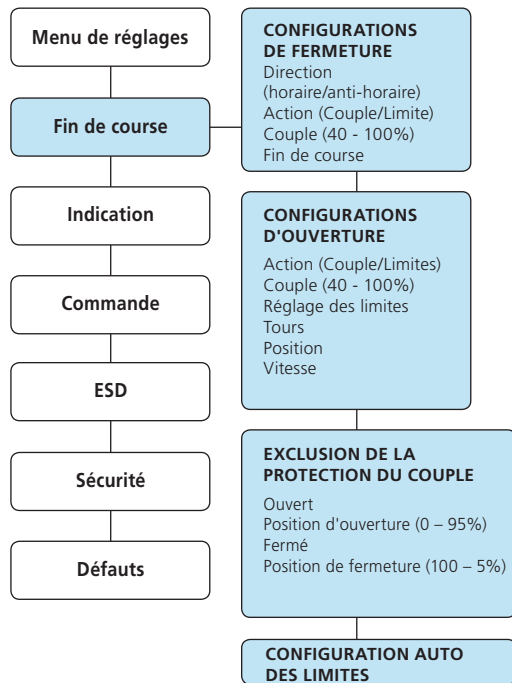 Menu de réglages
Fin de course
Indication
Commande
ESD
Sécurité
Défauts
CONFIGURATIONS
DE FERMETURE
Direction
(horaire/anti-horaire)
Action (Couple/Limite)
Couple (40 - 100%)
Fin de course
CONFIGURATIONS
D'OUVERTURE
Action (Couple/Limites)
Couple (40 - 100%)
Réglage des limites
Tours
Position
Vitesse
EXCLUSION DE LA
PROTECTION DU COUPLE
Ouvert
Position d'ouverture (0 – 95%)
Fermé
Position de fermeture (100 – 5%)
CONFIGURATION AUTO
DES LIMITES